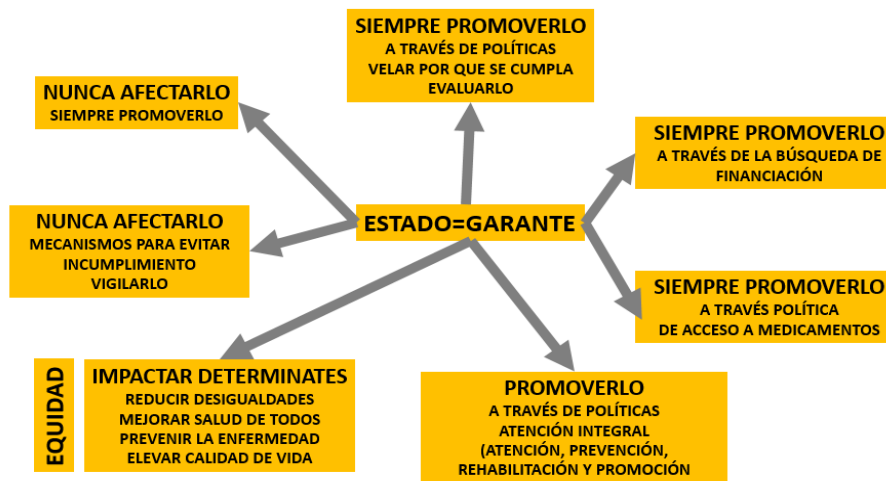 SIEMPRE PROMOVERLO
A TRAVÉS DE POLÍTICAS
VELAR POR QUE SE CUMPLA
EVALUARLO
NUNCA AFECTARLO
SIEMPRE PROMOVERLO
SIEMPRE PROMOVERLO
A TRAVÉS DE LA BÚSQUEDA DE
FINANCIACIÓN
ESTADO=GARANTE
NUNCA AFECTARLO
MECANISMOS PARA EVITAR
INCUMPLIMIENTO
VIGILARLO
SIEMPRE PROMOVERLO
A TRAVÉS POLÍTICA
DE ACCESO A MEDICAMENTOS
EQUIDAD
IMPACTAR DETERMINATES
REDUCIR DESIGUALDADES
MEJORAR SALUD DE TODOS
PREVENIR LA ENFERMEDAD
ELEVAR CALIDAD DE VIDA
PROMOVERLO
A TRAVÉS DE POLÍTICAS
ATENCIÓN INTEGRAL
(ATENCIÓN, PREVENCIÓN,
REHABILITACIÓN Y PROMOCIÓN